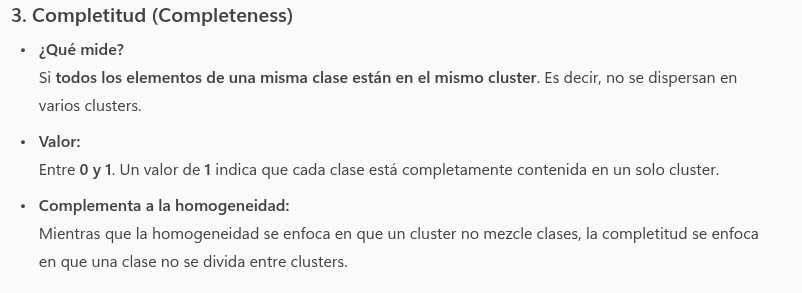 3. Completitud (Completeness)
• ¿Qué mide?
Si todos los elementos de una misma clase están en el mismo cluster. Es decir, no se dispersan en
varios clusters.
• Valor:
Entre 0 y 1. Un valor de 1 indica que cada clase está completamente contenida en un solo cluster.
• Complementa a la homogeneidad:
Mientras que la homogeneidad se enfoca en que un cluster no mezcle clases, la completitud se enfoca
en que una clase no se divida entre clusters.